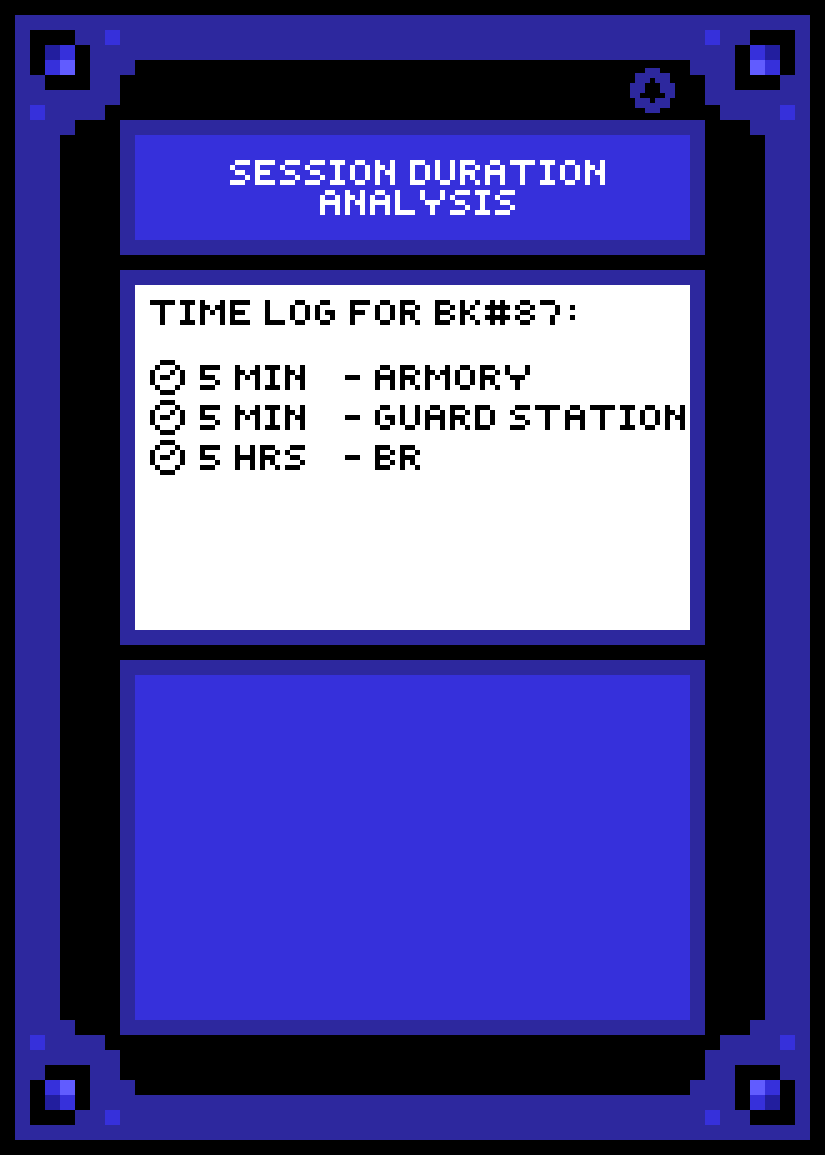 SESSION DURATION
ANALYSIS
TIME LOG FOR BK#87:
5 MIN - ARMORY
5 MIN - GUARD STATION
5 HRS - BR